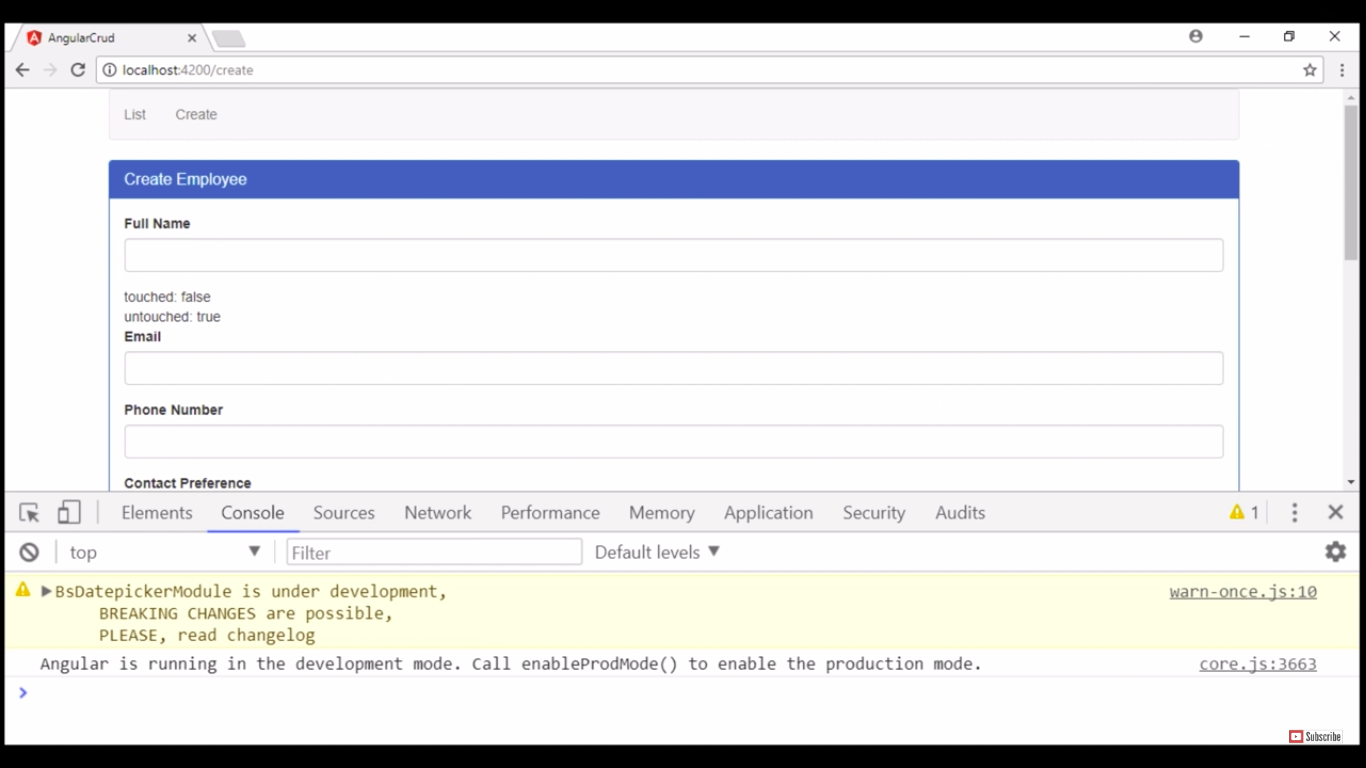 AngularCrud
localhost:4200/create
List Create
Create Employee
Full Name
touched: false
untouched: true
Email
Phone Number
Contact Preference
Elements Console Sources Network Performance Memory Application Security Audits 1
top Filter Default levels
BsDatepickerModule is under development, warn-once.js:10
BREAKING CHANGES are possible,
PLEASE, read changelog
Angular is running in the development mode. Call enableProdMode() to enable the production mode. core.js:3663
Subscribe